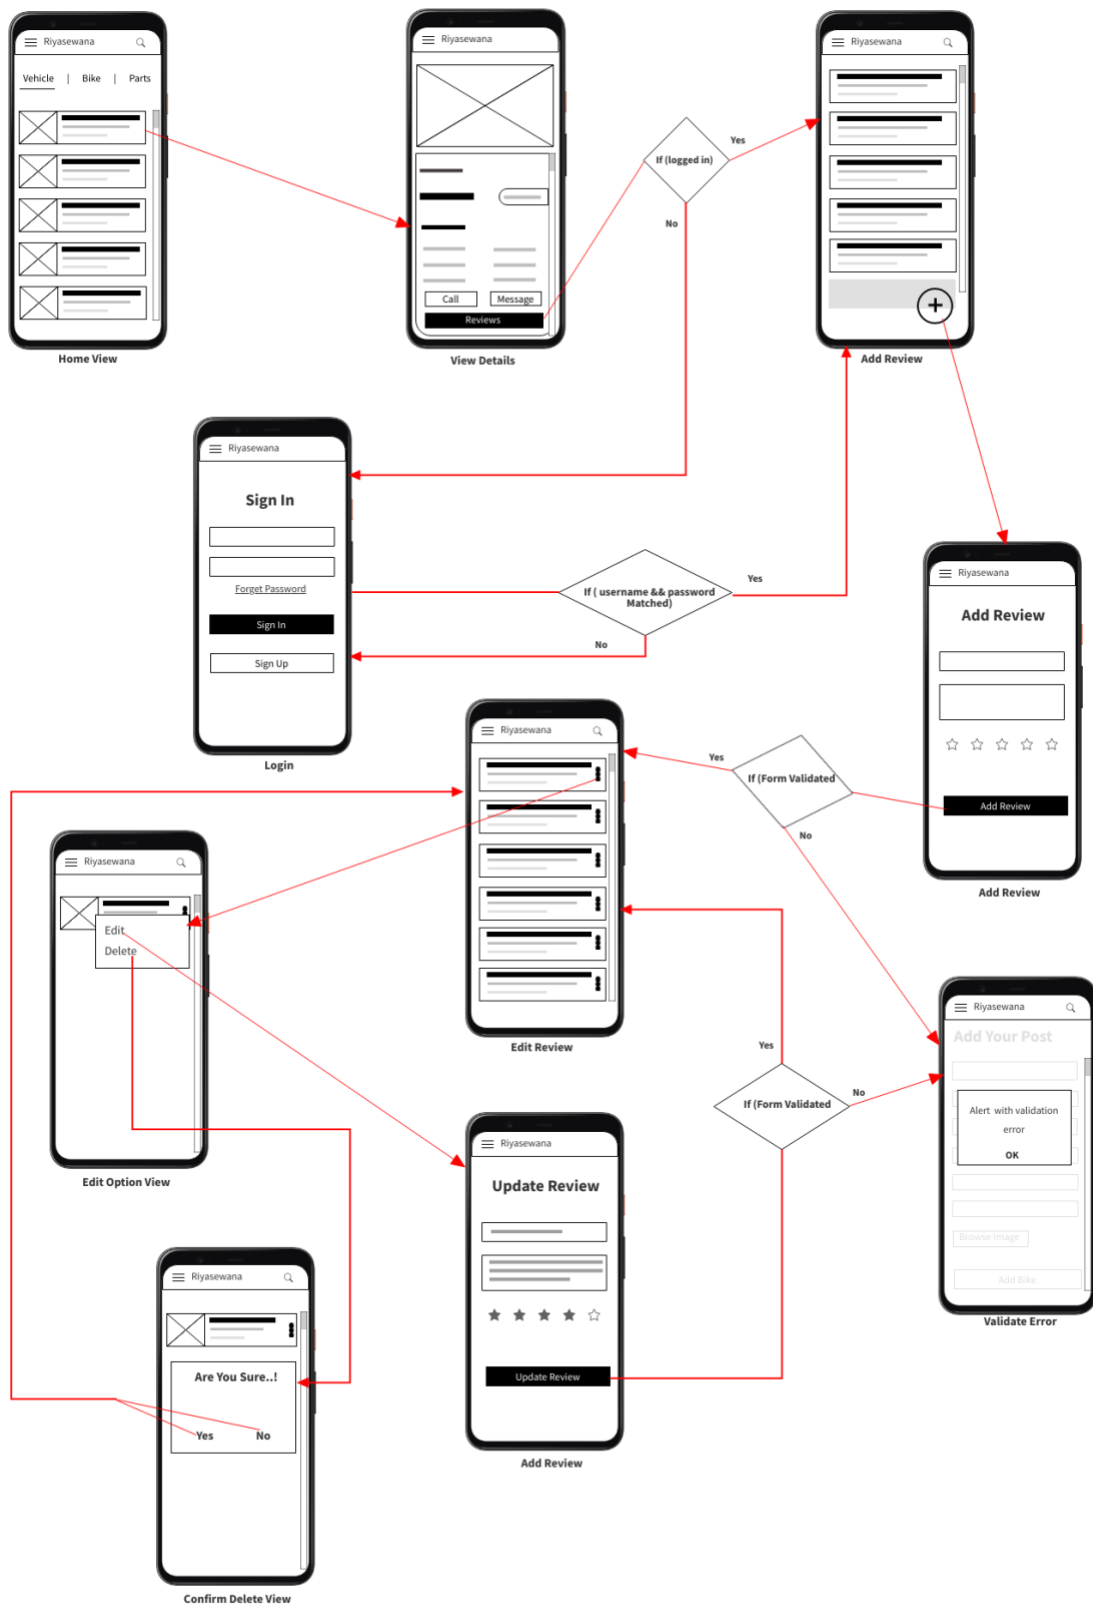 Riyasewana
Vehicle | Bike | Parts
Home View
Riyasewana
Call Message
Reviews
View Details
If (logged in)
Yes
No
Riyasewana
Add Review
Riyasewana
Sign In
Forget Password
Sign In
Sign Up
Login
If ( username && password
Matched)
Yes
No
Riyasewana
Add Review
Add Review
Add Review
If (Form Validated
Yes
No
Riyasewana
Edit Review
Riyasewana
Edit
Delete
Edit Option View
Riyasewana
Update Review
Update Review
Add Review
If (Form Validated
Yes
No
Riyasewana
Add Your Post
Alert with validation
error
OK
Browse Image
Add Bike
Validate Error
Riyasewana
Are You Sure..!
Yes No
Confirm Delete View